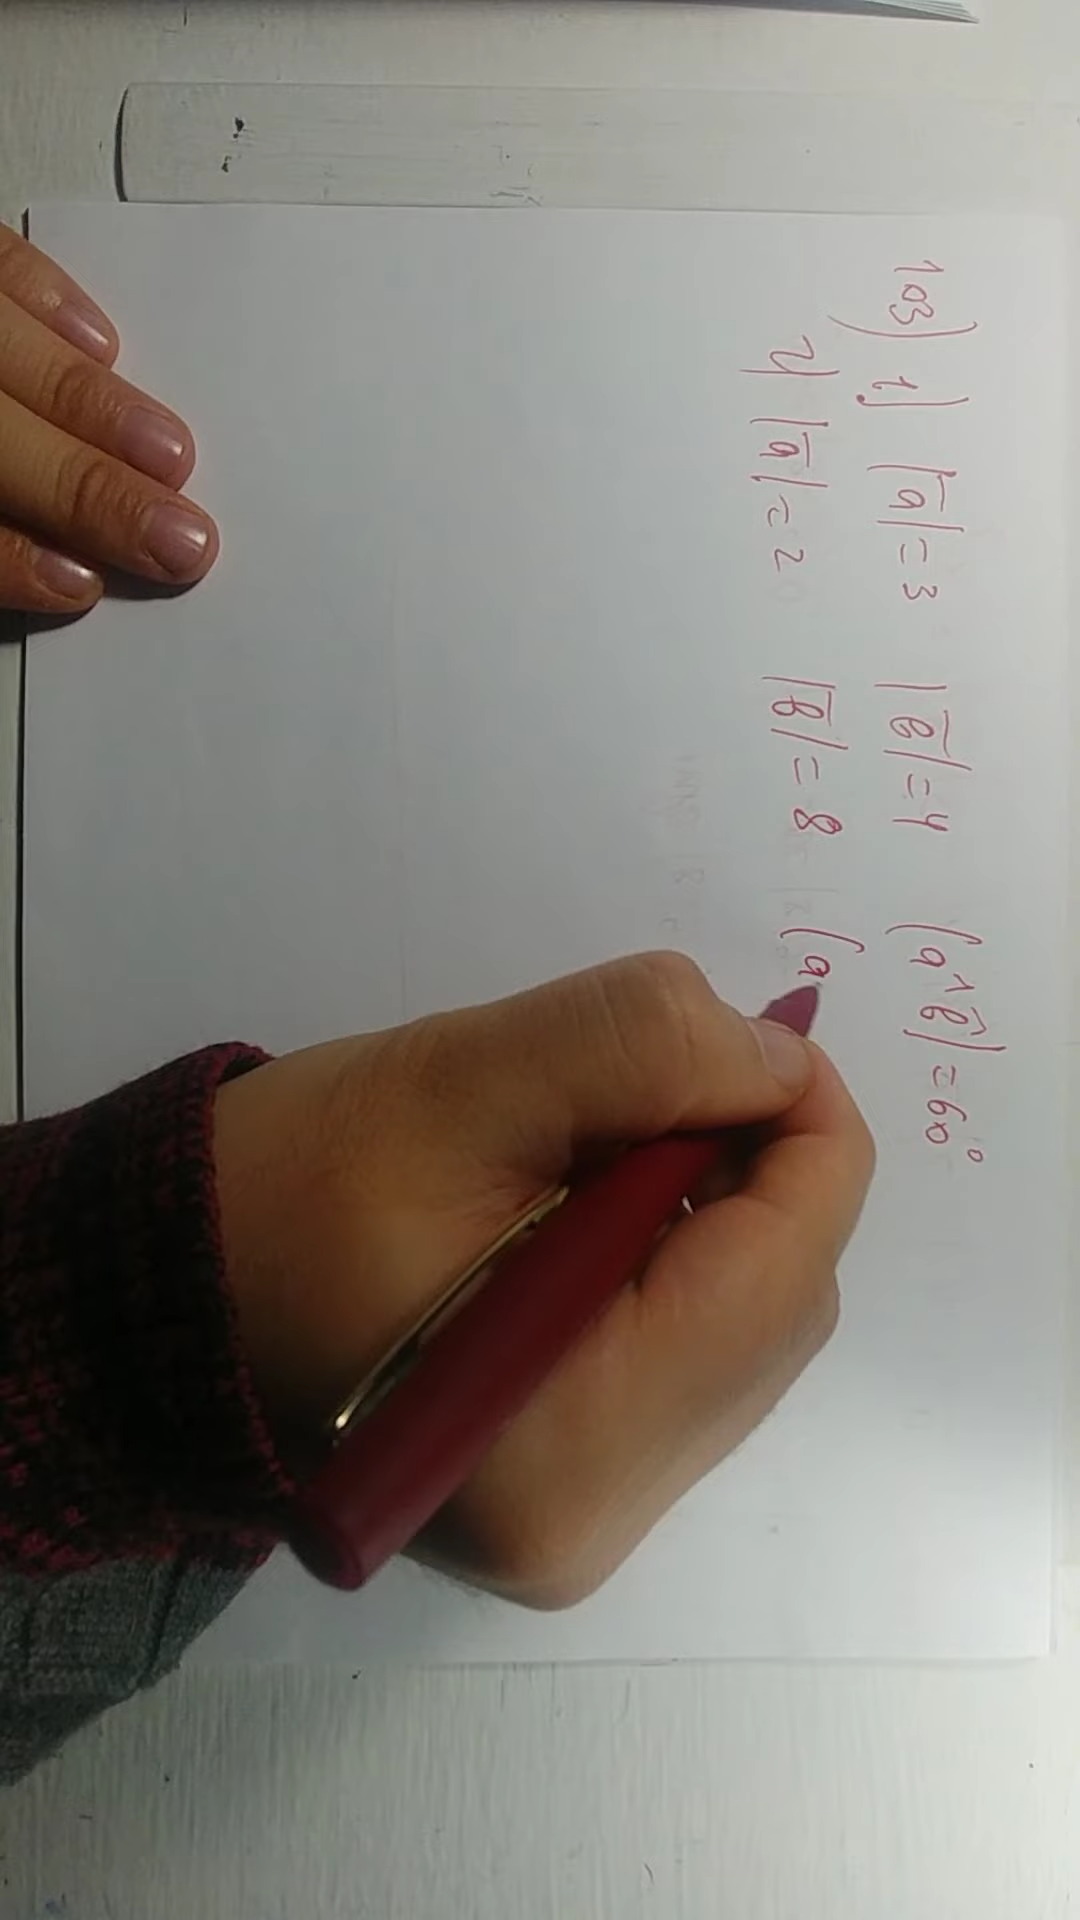 103) 1) |a̅|=3 |b̅|=4 (a^b̅)=60°
2) |a̅|=2 |b̅|=8 (a